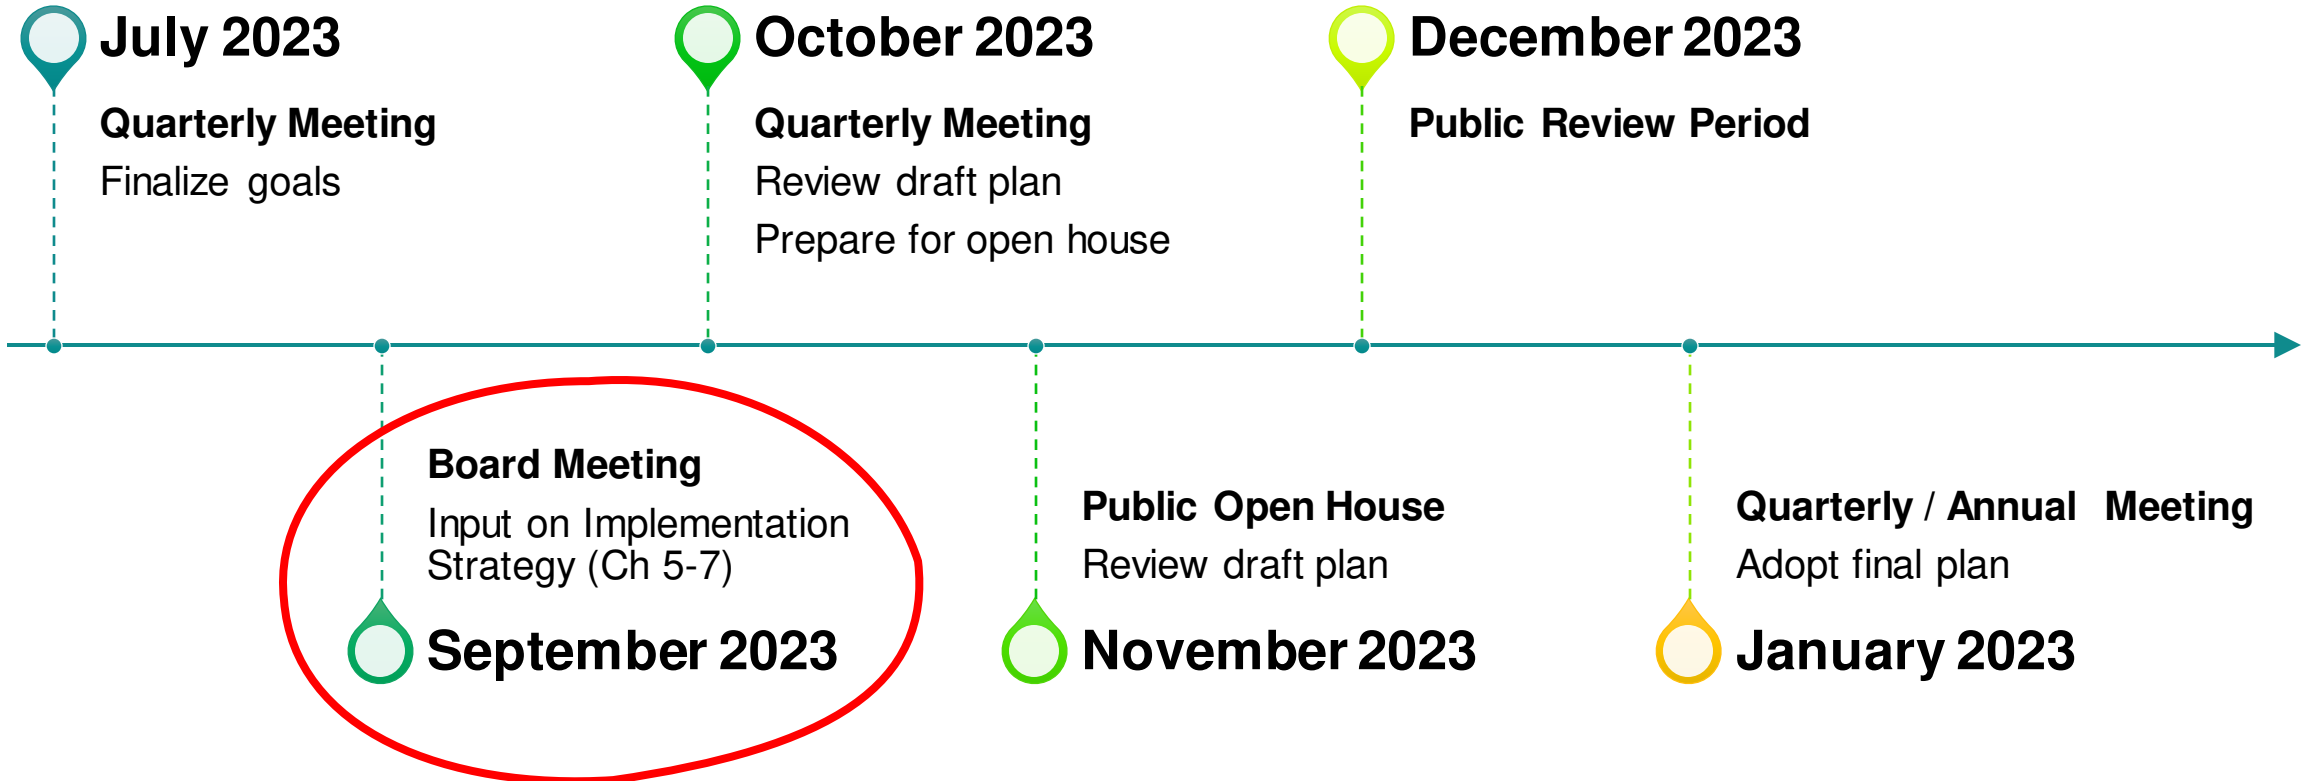 July 2023
Quarterly Meeting
Finalize goals
October 2023
Quarterly Meeting
Review draft plan
Prepare for open house
December 2023
Public Review Period
Board Meeting
Input on Implementation
Strategy (Ch 5-7)
September 2023
Public Open House
Review draft plan
November 2023
Quarterly / Annual Meeting
Adopt final plan
January 2023